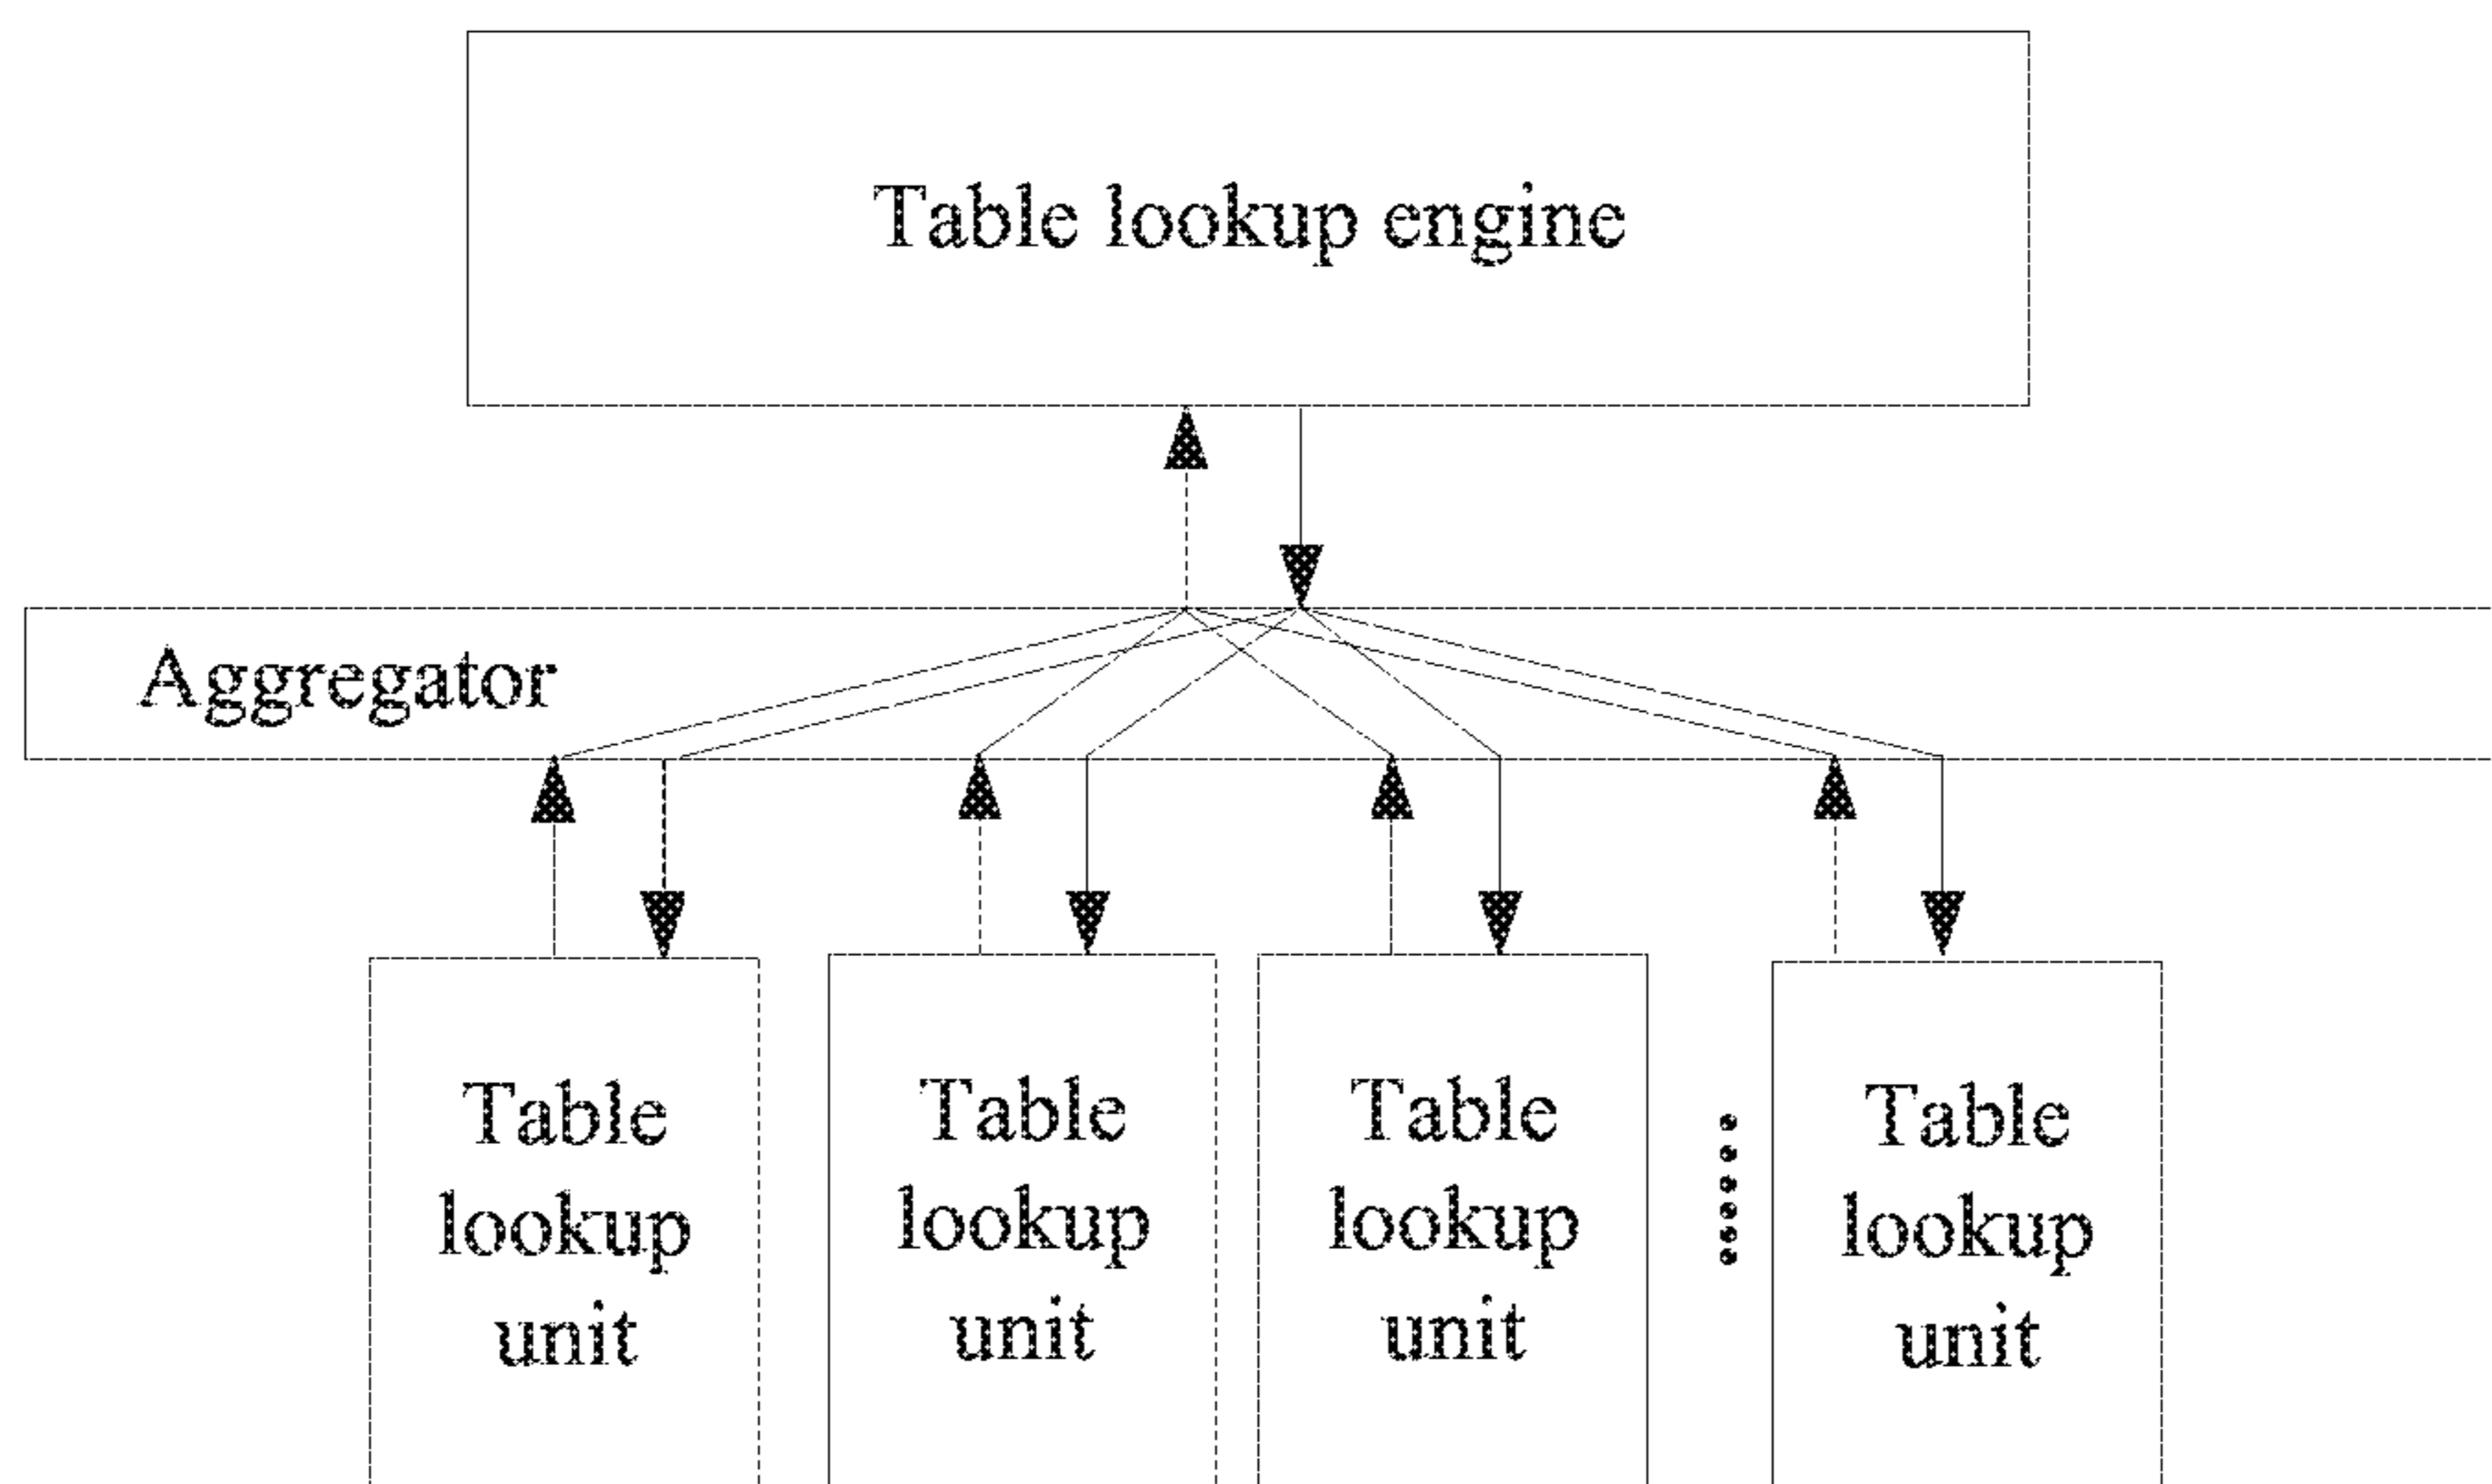 Table lookup engine
Aggregator
Table
lookup
unit
Table
lookup
unit
Table
lookup
unit
Table
lookup
unit